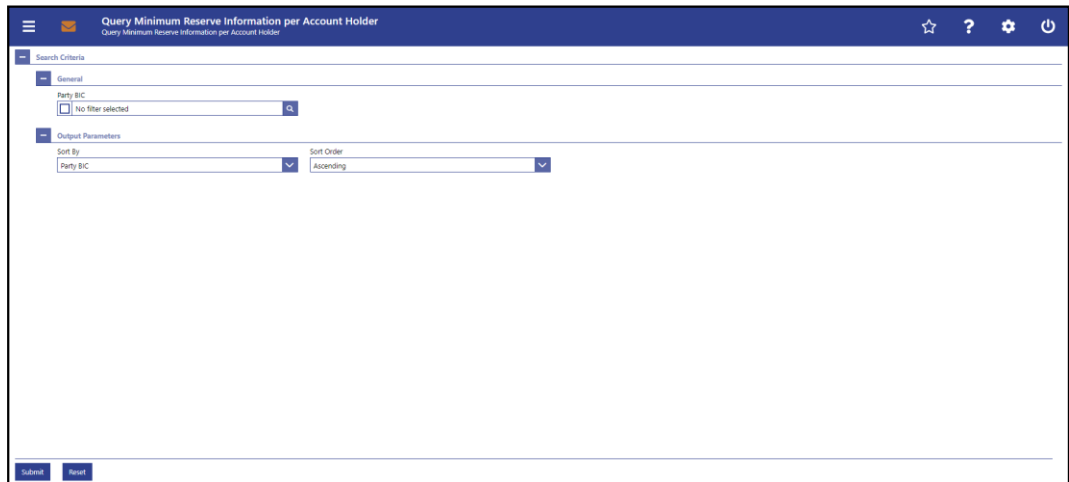 Query Minimum Reserve Information per Account Holder
Query Minimum Reserve Information per Account Holder
Search Criteria
General
Party BIC
No filter selected
Output Parameters
Sort By Sort Order
Party BIC Ascending
Submit Reset